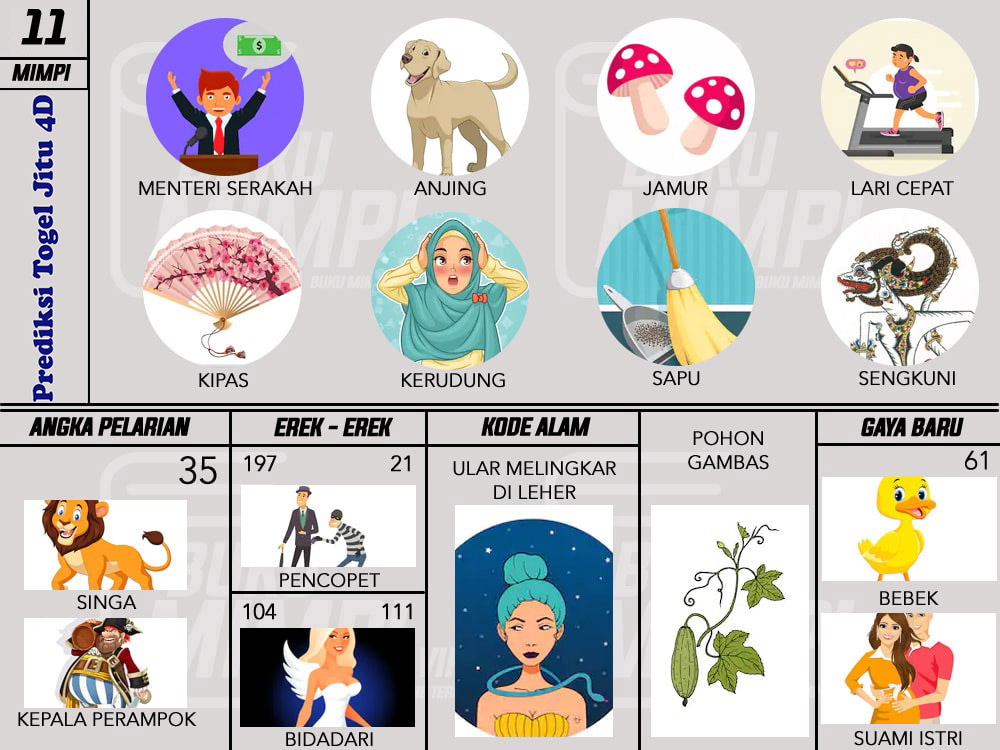 11
MIMPI
Prediksi Togel Jitu 4D
$
MENTERI SERAKAH
ANJING
JAMUR
LARI CEPAT
KIPAS
KERUDUNG
SAPU
SENGKUNI
ANGKA PELARIAN
35
SINGA
KEPALA PERAMPOK
EREK - EREK
197 21
PENCOPET
104 111
BIDADARI
KODE ALAM
ULAR MELINGKAR
DI LEHER
POHON
GAMBAS
GAYA BARU
61
BEBEK
SUAMI ISTRI
BUKU
MIMPI